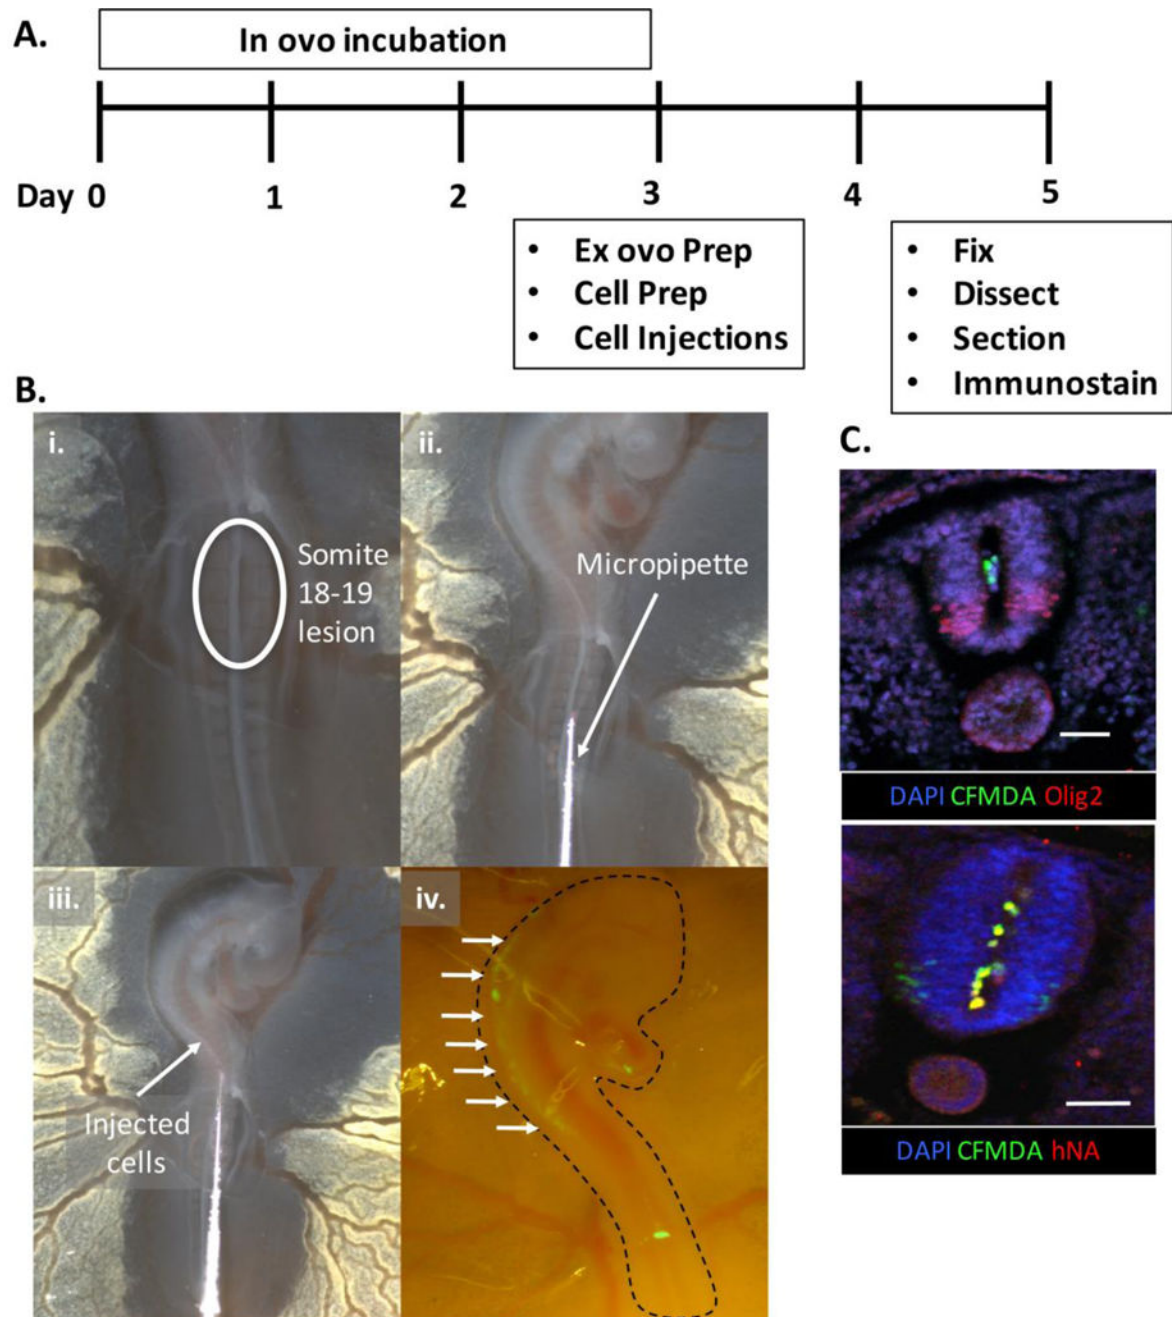 A.
In ovo incubation
Day 0 1 2 3 4 5
• Ex ovo Prep
• Cell Prep
• Cell Injections
• Fix
• Dissect
• Section
• Immunostain
B.
i.
Somite
18-19
lesion
ii.
Micropipette
iii.
Injected
cells
iv.
C.
DAPI CFMDA Olig2
DAPI CFMDA hNA